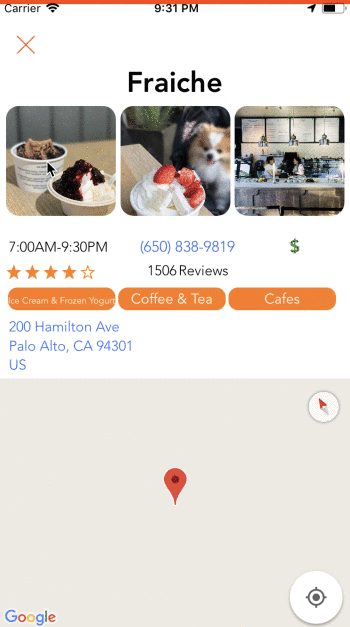 Carrier 9:31 PM
Fraiche
7:00AM-9:30PM (650) 838-9819 $
1506 Reviews
Ice Cream & Frozen Yogurt Coffee & Tea Cafes
200 Hamilton Ave
Palo Alto, CA 94301
US
Google